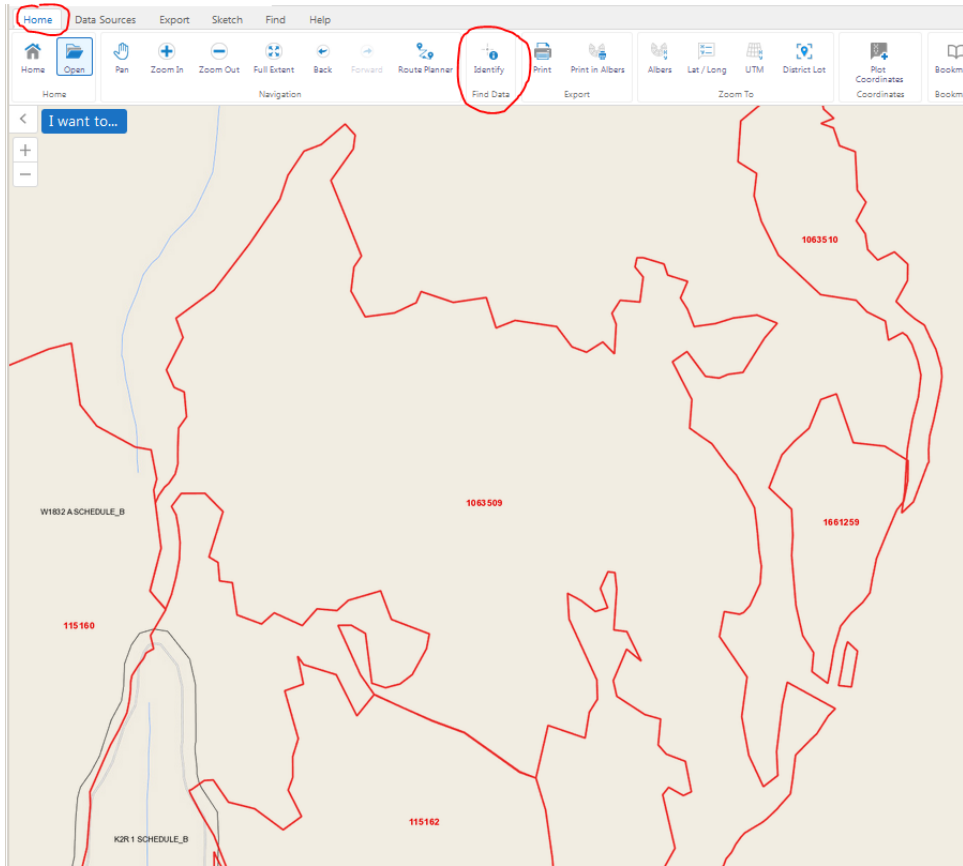 Home Data Sources Export Sketch Find Help
Home Open Pan Zoom In Zoom Out Full Extent Back Forward Route Planner Identify Print Print in Albers Albers Lat / Long UTM District Lot Plot Coordinates Bookm
Home Navigation Find Data Export Zoom To Coordinates Bookm
I want to...
1063510
1063509
W1832 A SCHEDULE_B
1661259
115160
115162
K2R 1 SCHEDULE_B